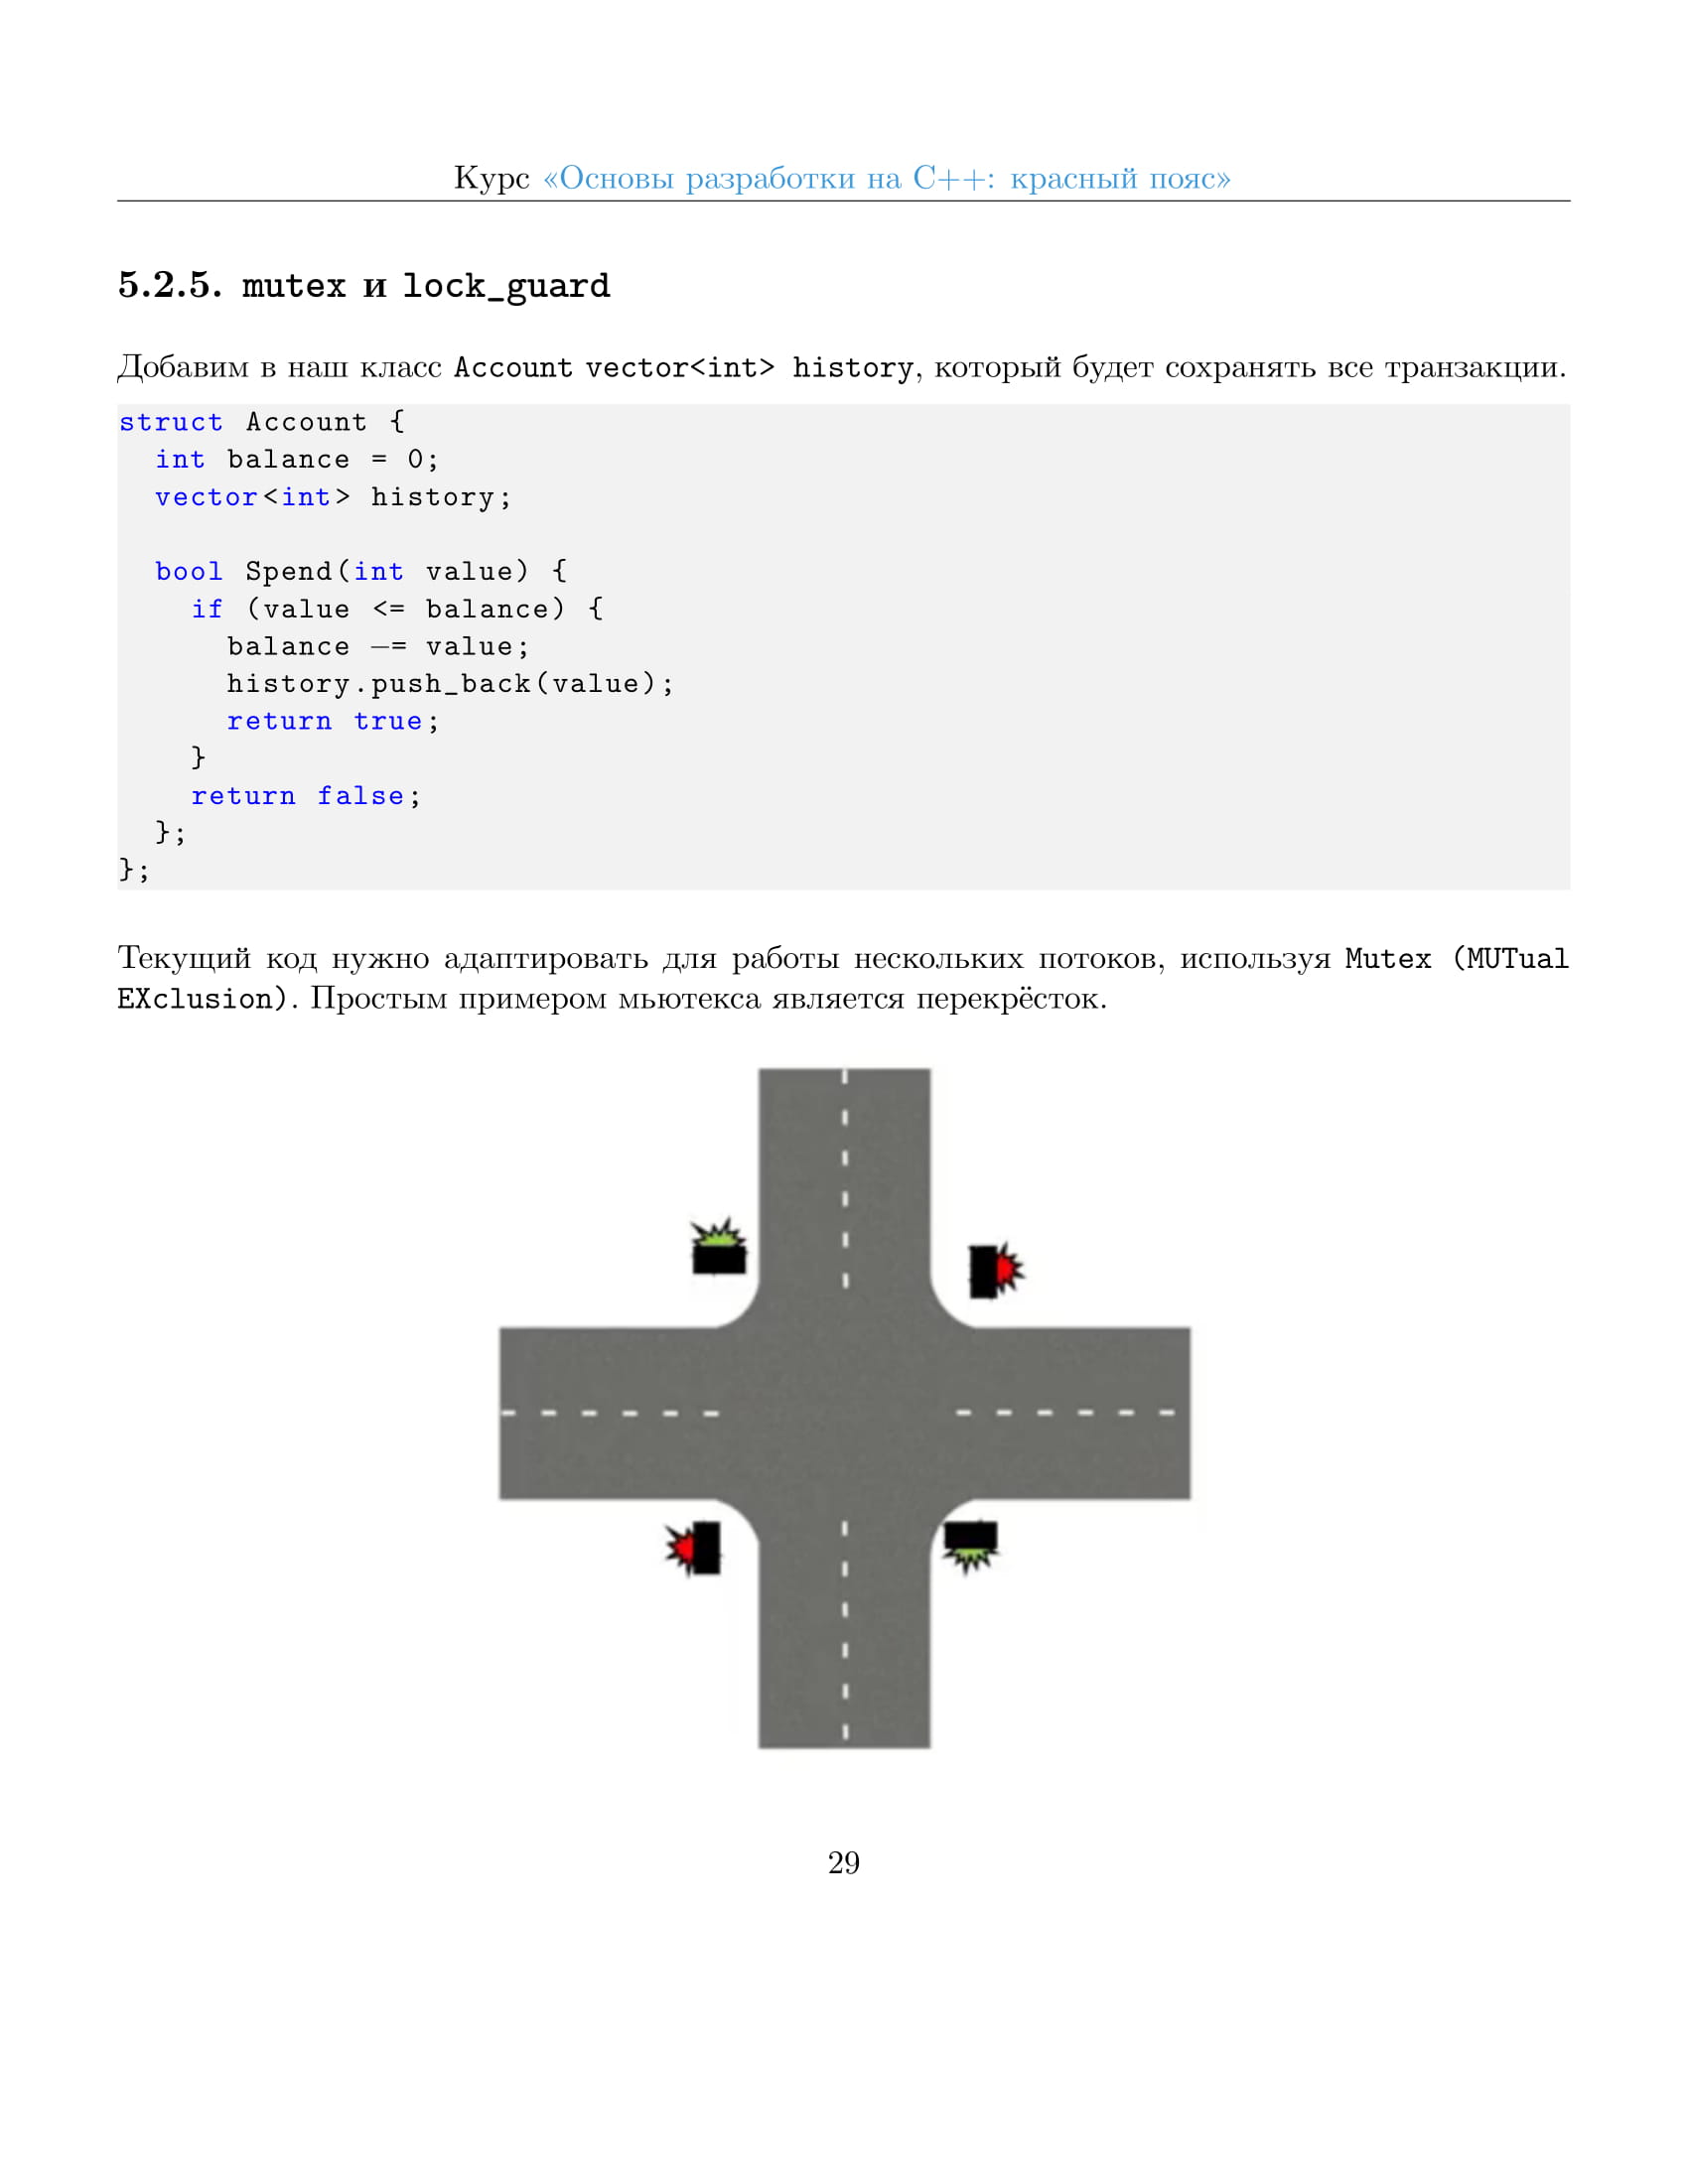 Курс «Основы разработки на C++: красный пояс»
5.2.5. mutex и lock_guard
Добавим в наш класс Account vector<int> history, который будет сохранять все транзакции.
struct Account {
  int balance = 0;
  vector<int> history;

  bool Spend(int value) {
    if (value <= balance) {
      balance −= value;
      history.push_back(value);
      return true;
    }
    return false;
  };
};
Текущий код нужно адаптировать для работы нескольких потоков, используя Mutex (MUTual
EXclusion). Простым примером мьютекса является перекрёсток.
29